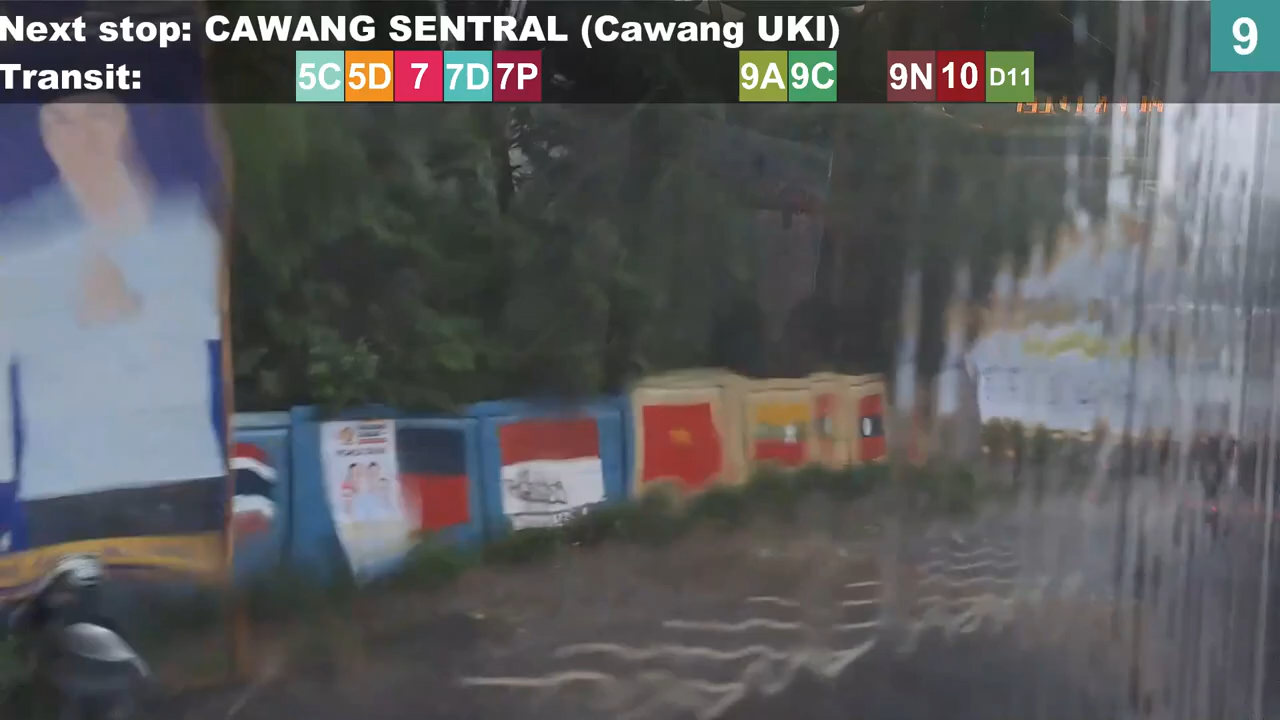 Next stop: CAWANG SENTRAL (Cawang UKI)
9
Transit: 5C 5D 7 7D 7P 9A 9C 9N 10 D11